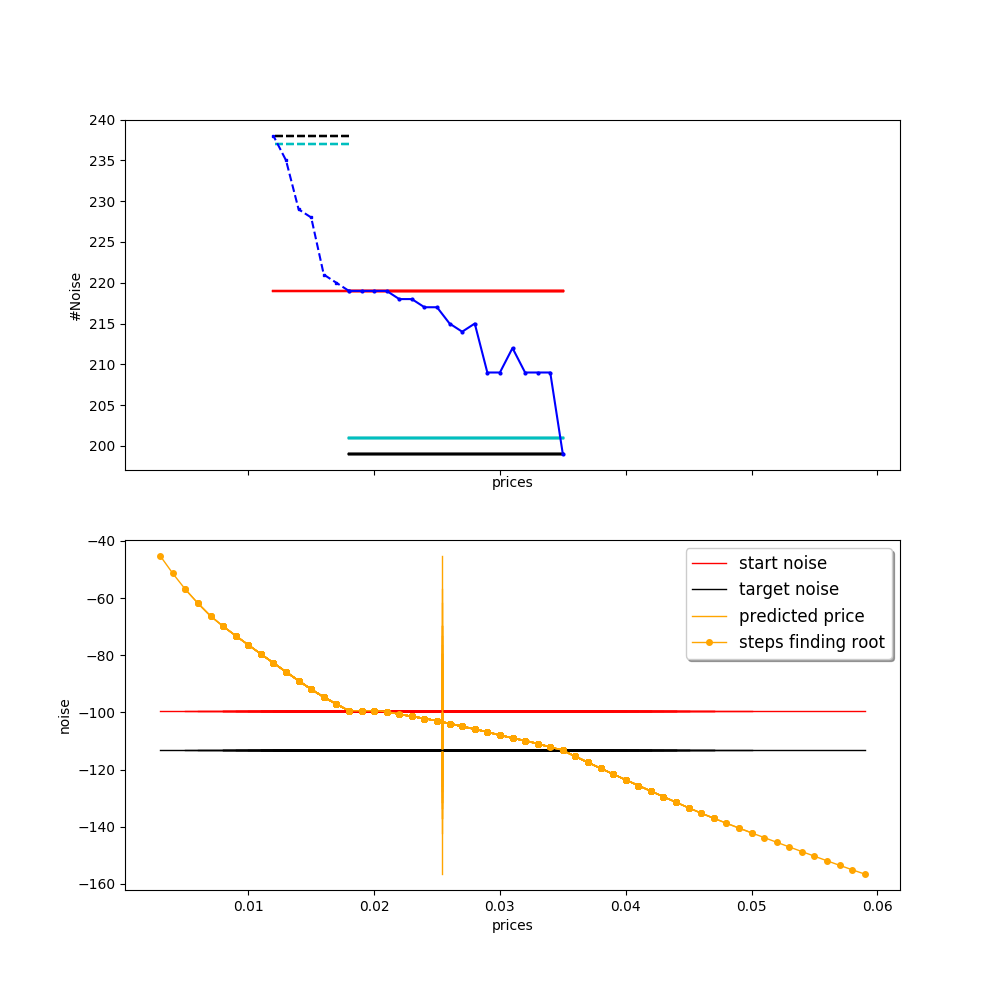 240
235
230
225
220
215
210
205
200
#Noise
prices
−40
−60
−80
−100
−120
−140
−160
noise
start noise
target noise
predicted price
steps finding root
0.01 0.02 0.03 0.04 0.05 0.06
prices